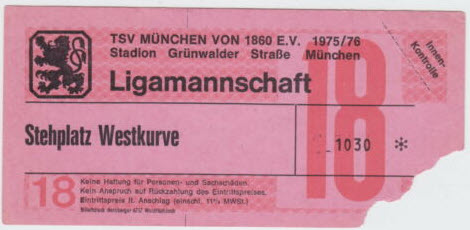 TSV MÜNCHEN VON 1860 E.V. 1975/76
Stadion Grünwalder Straße München
Innen-
Kontrolle
Ligamannschaft
18
Stehplatz Westkurve
1030 *
18
Keine Haftung für Personen- und Sachschäden.
Kein Anspruch auf Rückzahlung des Eintrittspreises.
Eintrittspreis lt. Anschlag (einschl. 11% MWSt.)